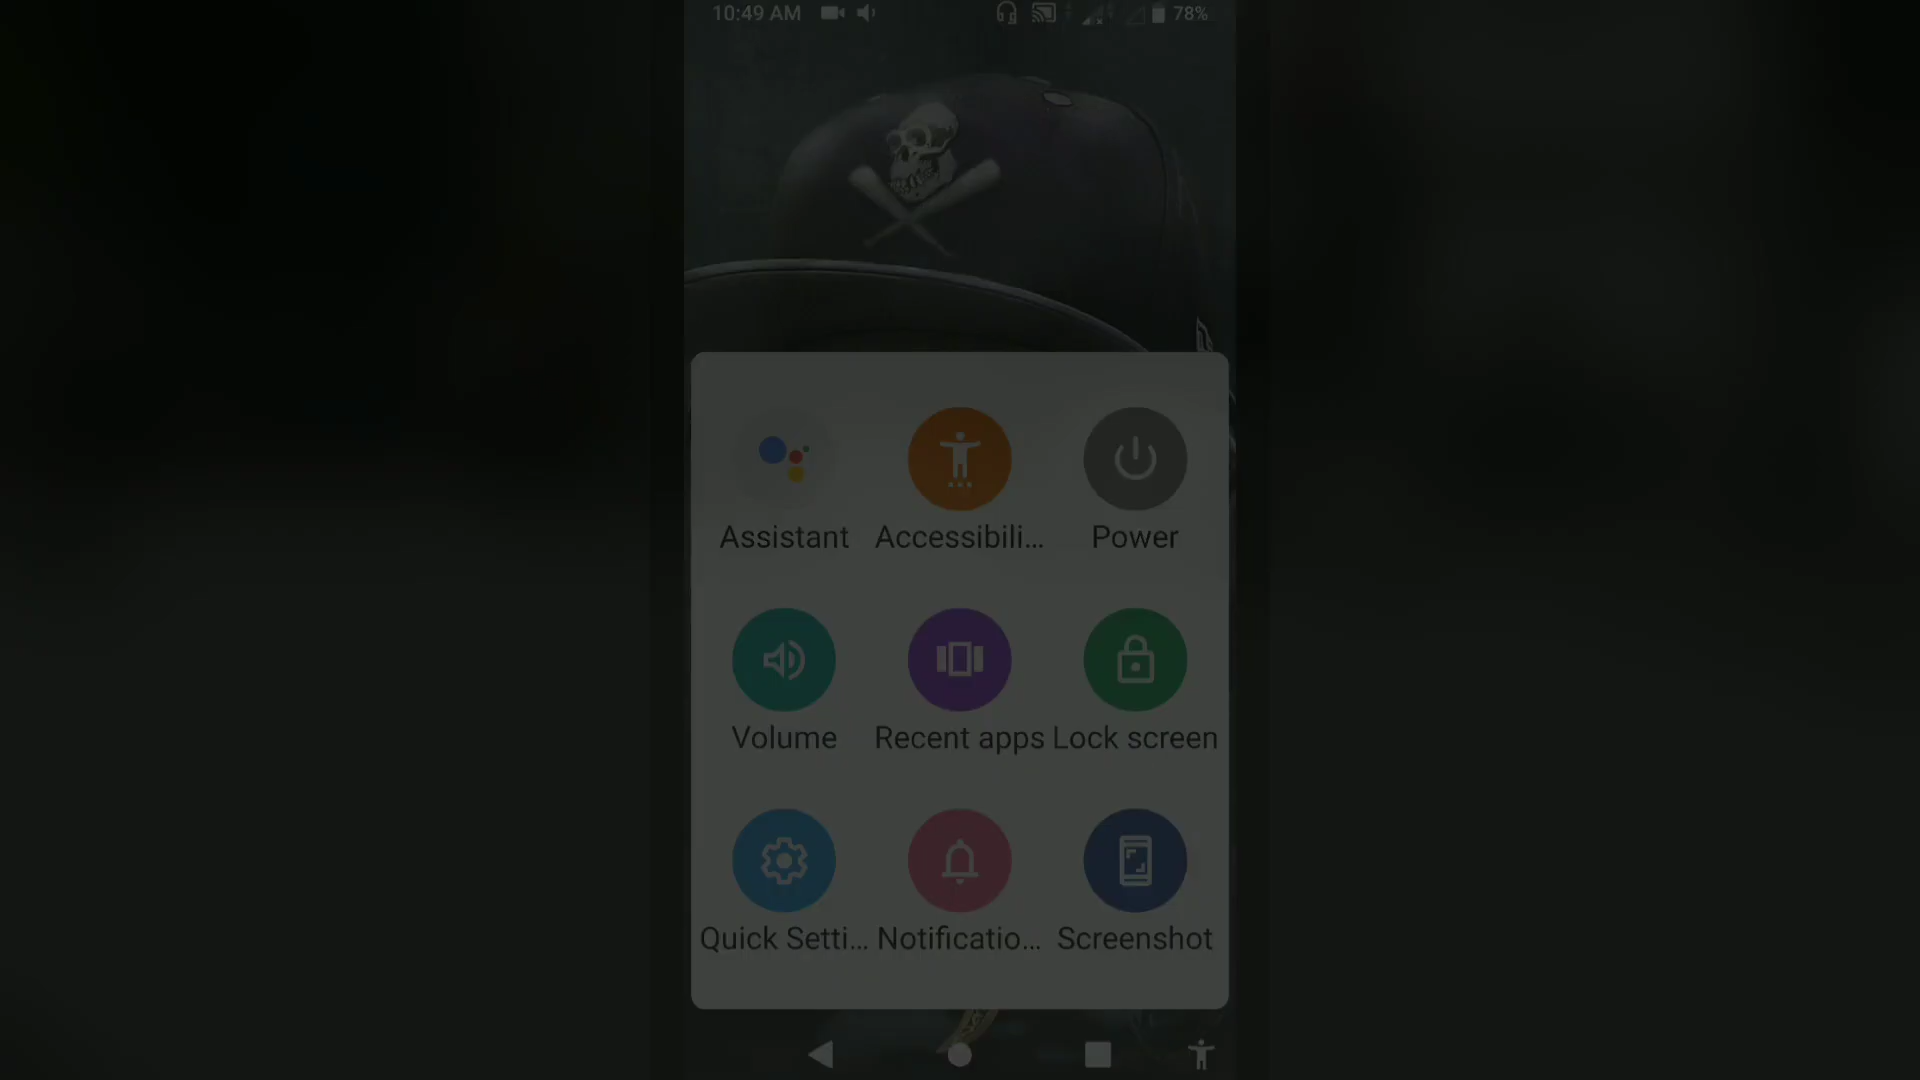 10:49 AM 78%
Assistant Accessibili... Power
Volume Recent apps Lock screen
Quick Setti... Notificatio... Screenshot